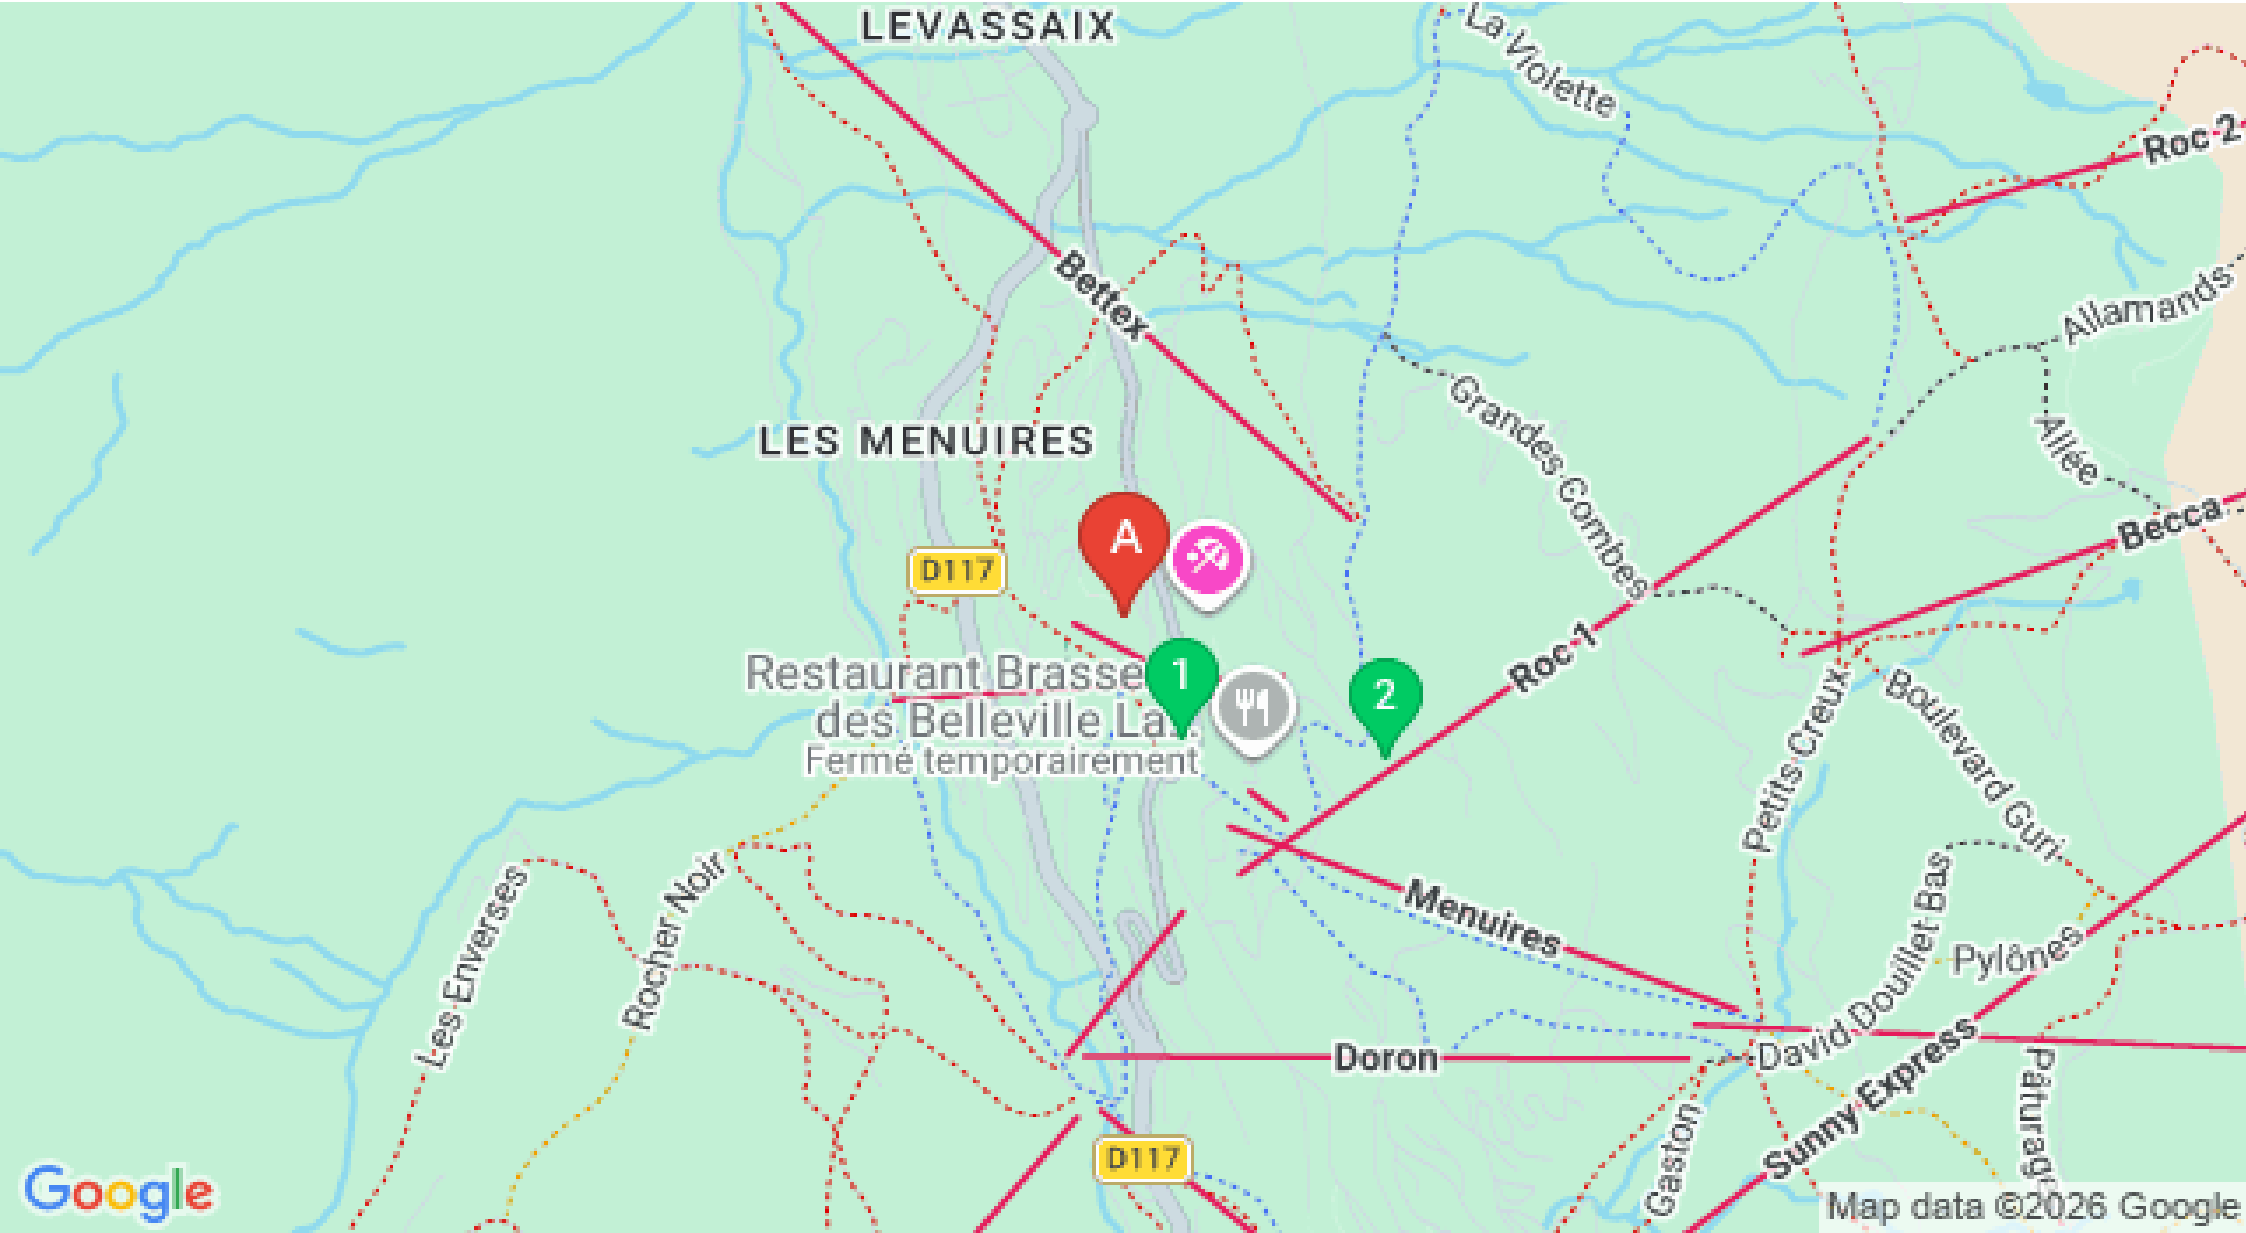 LEVASSAIX
La Violette
Roc 2
Bettex
Allamands
Grandes Combes
Allée
LES MENUIRES
Becca
A
D117
Roc 1
Restaurant Brasse
des Belleville La...
Fermé temporairement
1
2
Petits Creux
Boulevard Guri
Les Enverses
Rocher Noir
Menuires
David Douillet Bas
Pylônes
Doron
Sunny Express
Gaston
Pâturag
D117
Google
Map data ©2026 Google